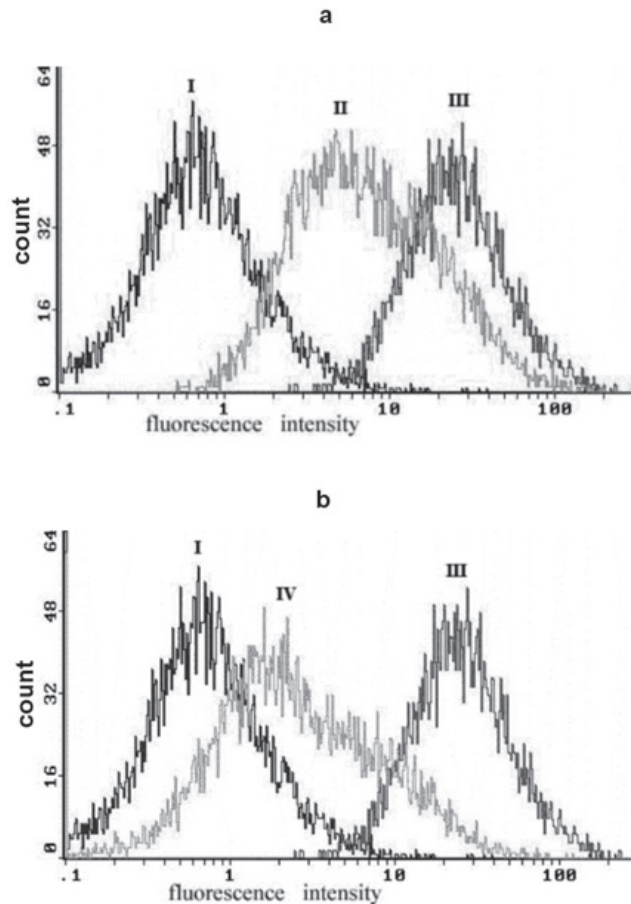 a
I II III
64
48
32
16
0
count
.1 1 10 100
fluorescence intensity
b
I IV III
64
48
32
16
0
count
.1 1 10 100
fluorescence intensity